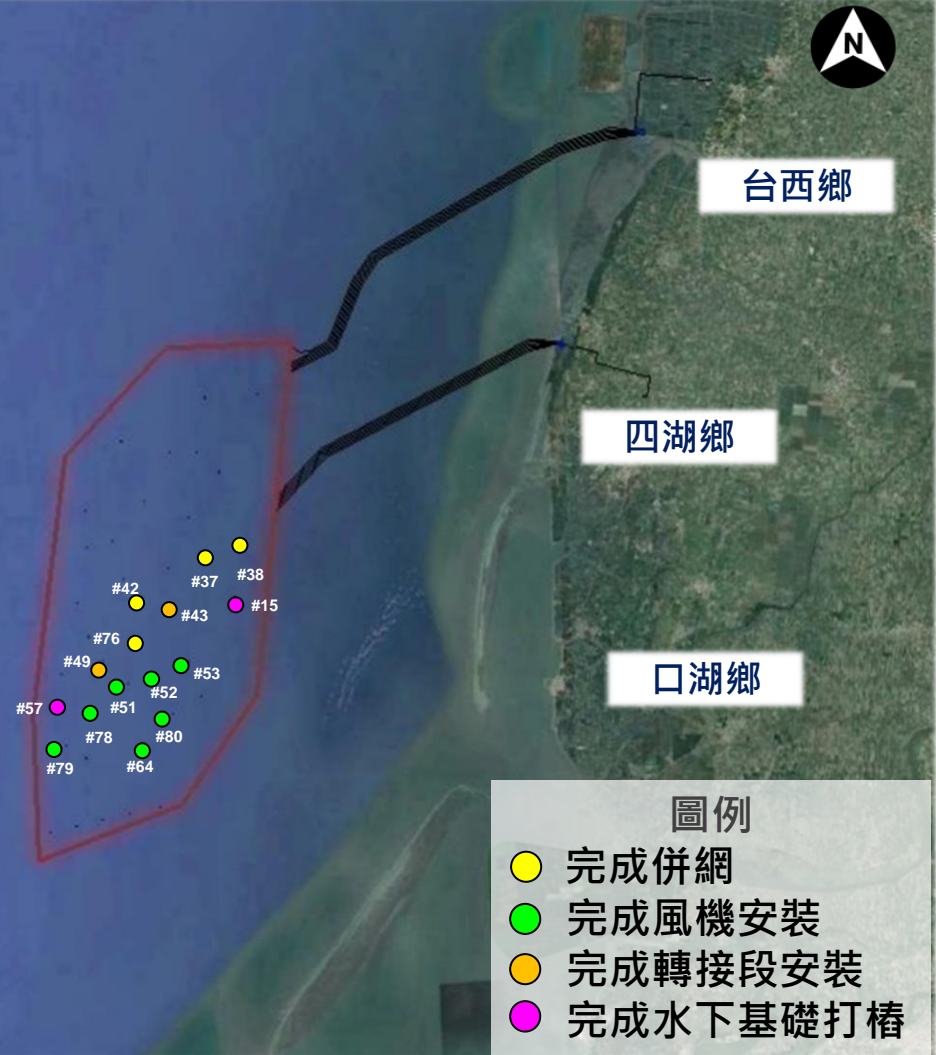 N
台西鄉
四湖鄉
#38
#37
#42
#43
#15
#76
#49
#53
#52
#51
#57
#78
#80
#79
#64
口湖鄉
圖例
完成併網
完成風機安裝
完成轉接段安裝
完成水下基礎打樁